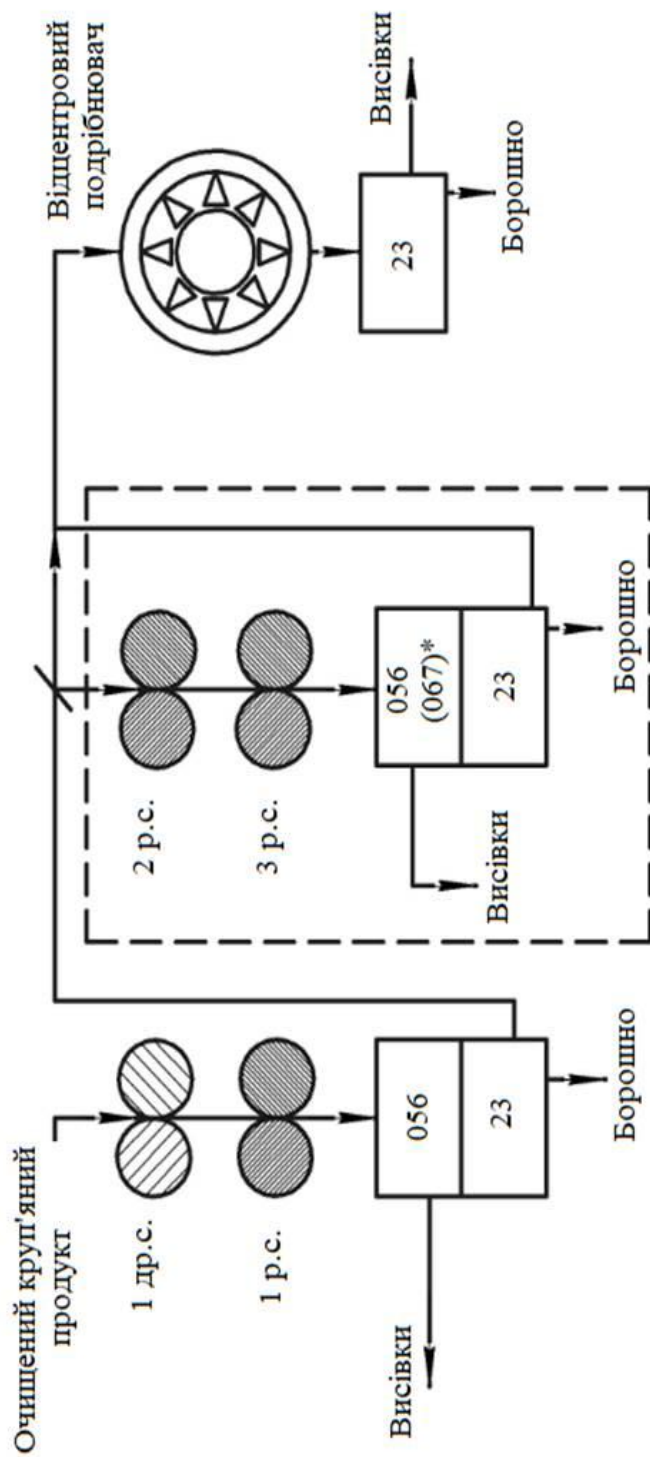 Очищений круп'яний
продукт
1 др.с.
1 р.с.
056
23
Висівки
Борошно
2 р.с.
3 р.с.
056
(067)*
23
Висівки
Борошно
Відцентровий
подрібнювач
23
Висівки
Борошно